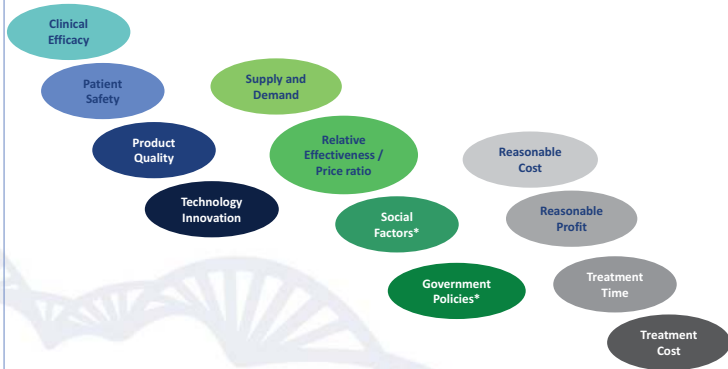 Clinical
Efficacy
Patient
Safety
Product
Quality
Technology
Innovation
Supply and
Demand
Relative
Effectiveness /
Price ratio
Social
Factors*
Government
Policies*
Reasonable
Cost
Reasonable
Profit
Treatment
Time
Treatment
Cost